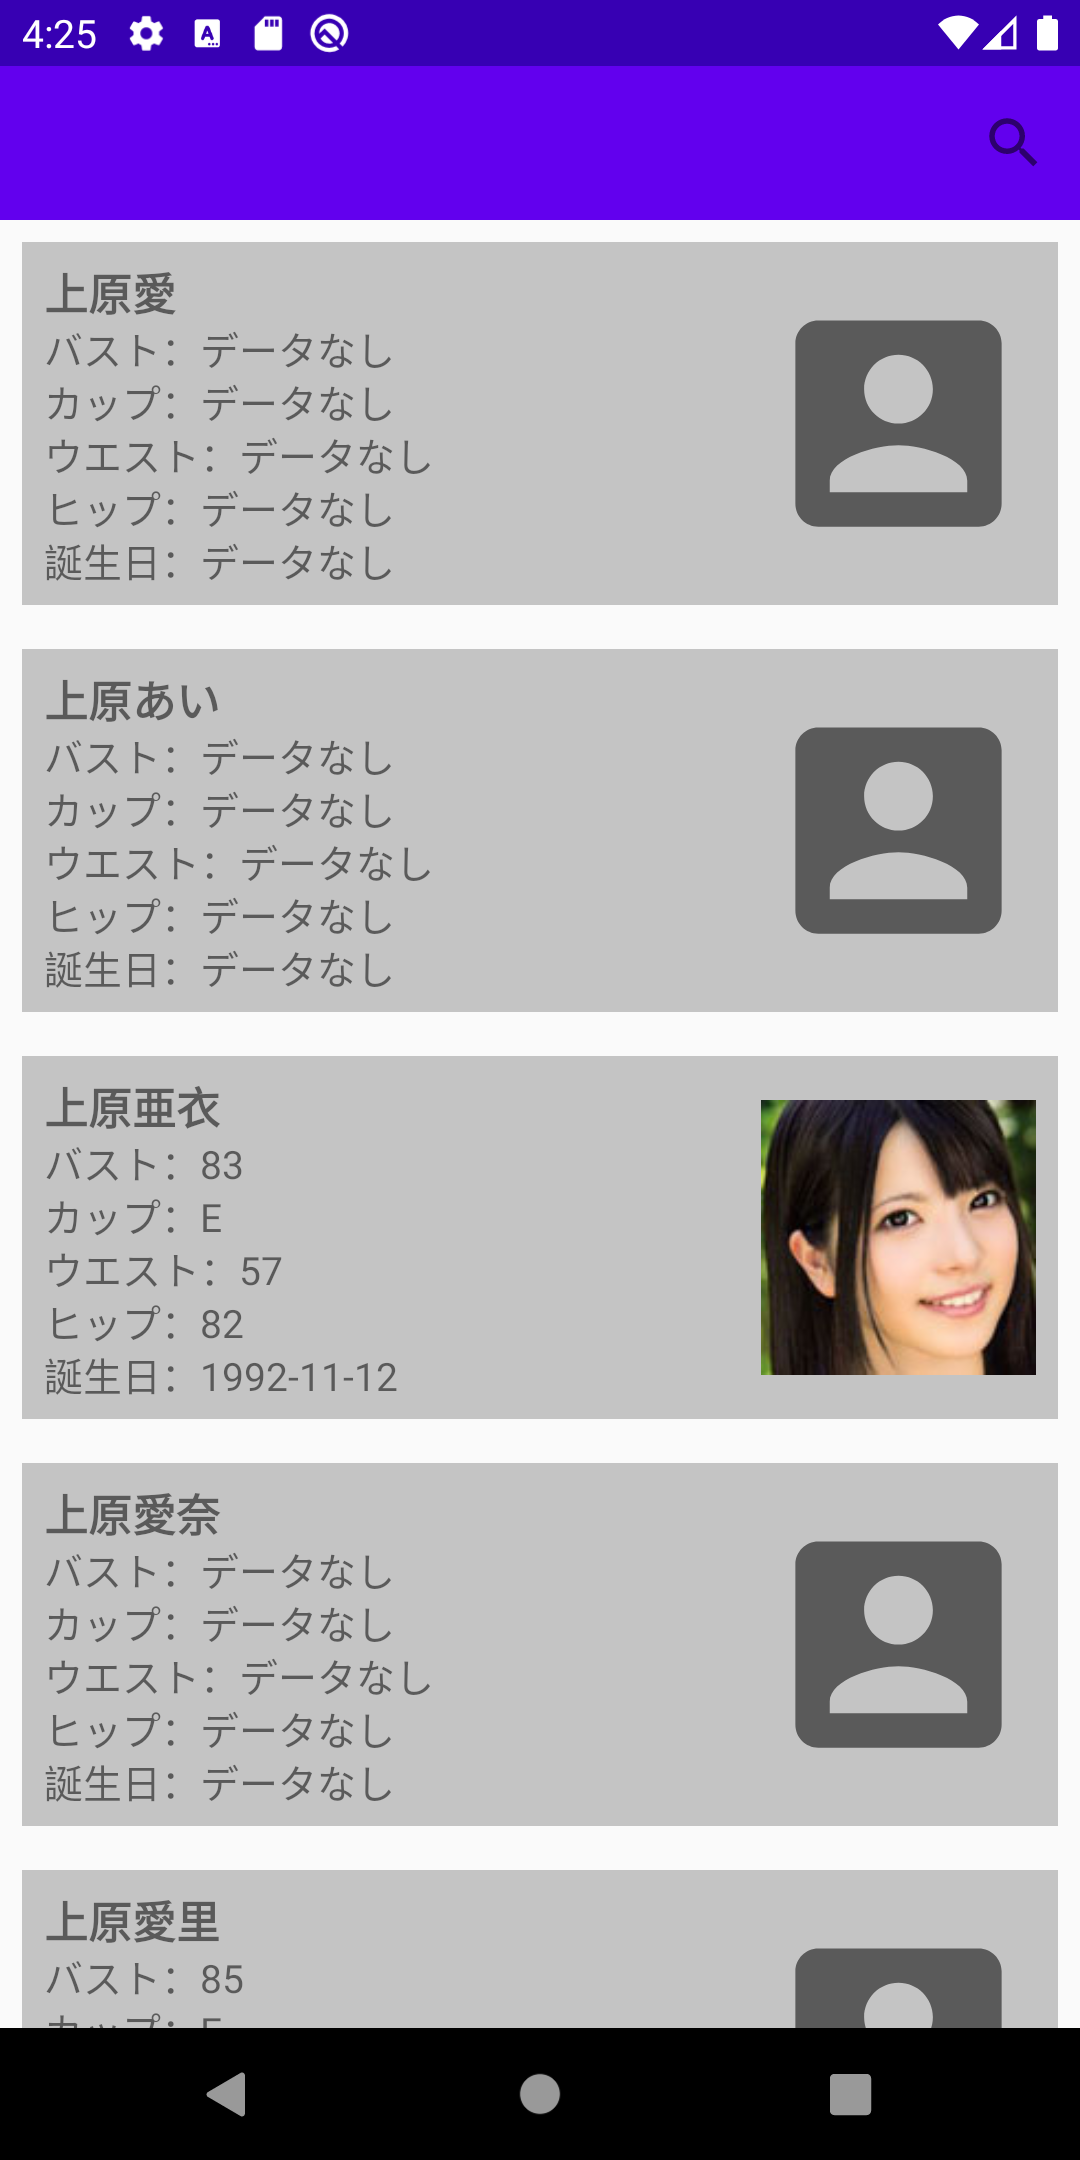 4:25
上原愛
バスト：データなし
カップ：データなし
ウエスト：データなし
ヒップ：データなし
誕生日：データなし
上原あい
バスト：データなし
カップ：データなし
ウエスト：データなし
ヒップ：データなし
誕生日：データなし
上原亜衣
バスト：83
カップ：E
ウエスト：57
ヒップ：82
誕生日：1992-11-12
上原愛奈
バスト：データなし
カップ：データなし
ウエスト：データなし
ヒップ：データなし
誕生日：データなし
上原愛里
バスト：85
カップ：